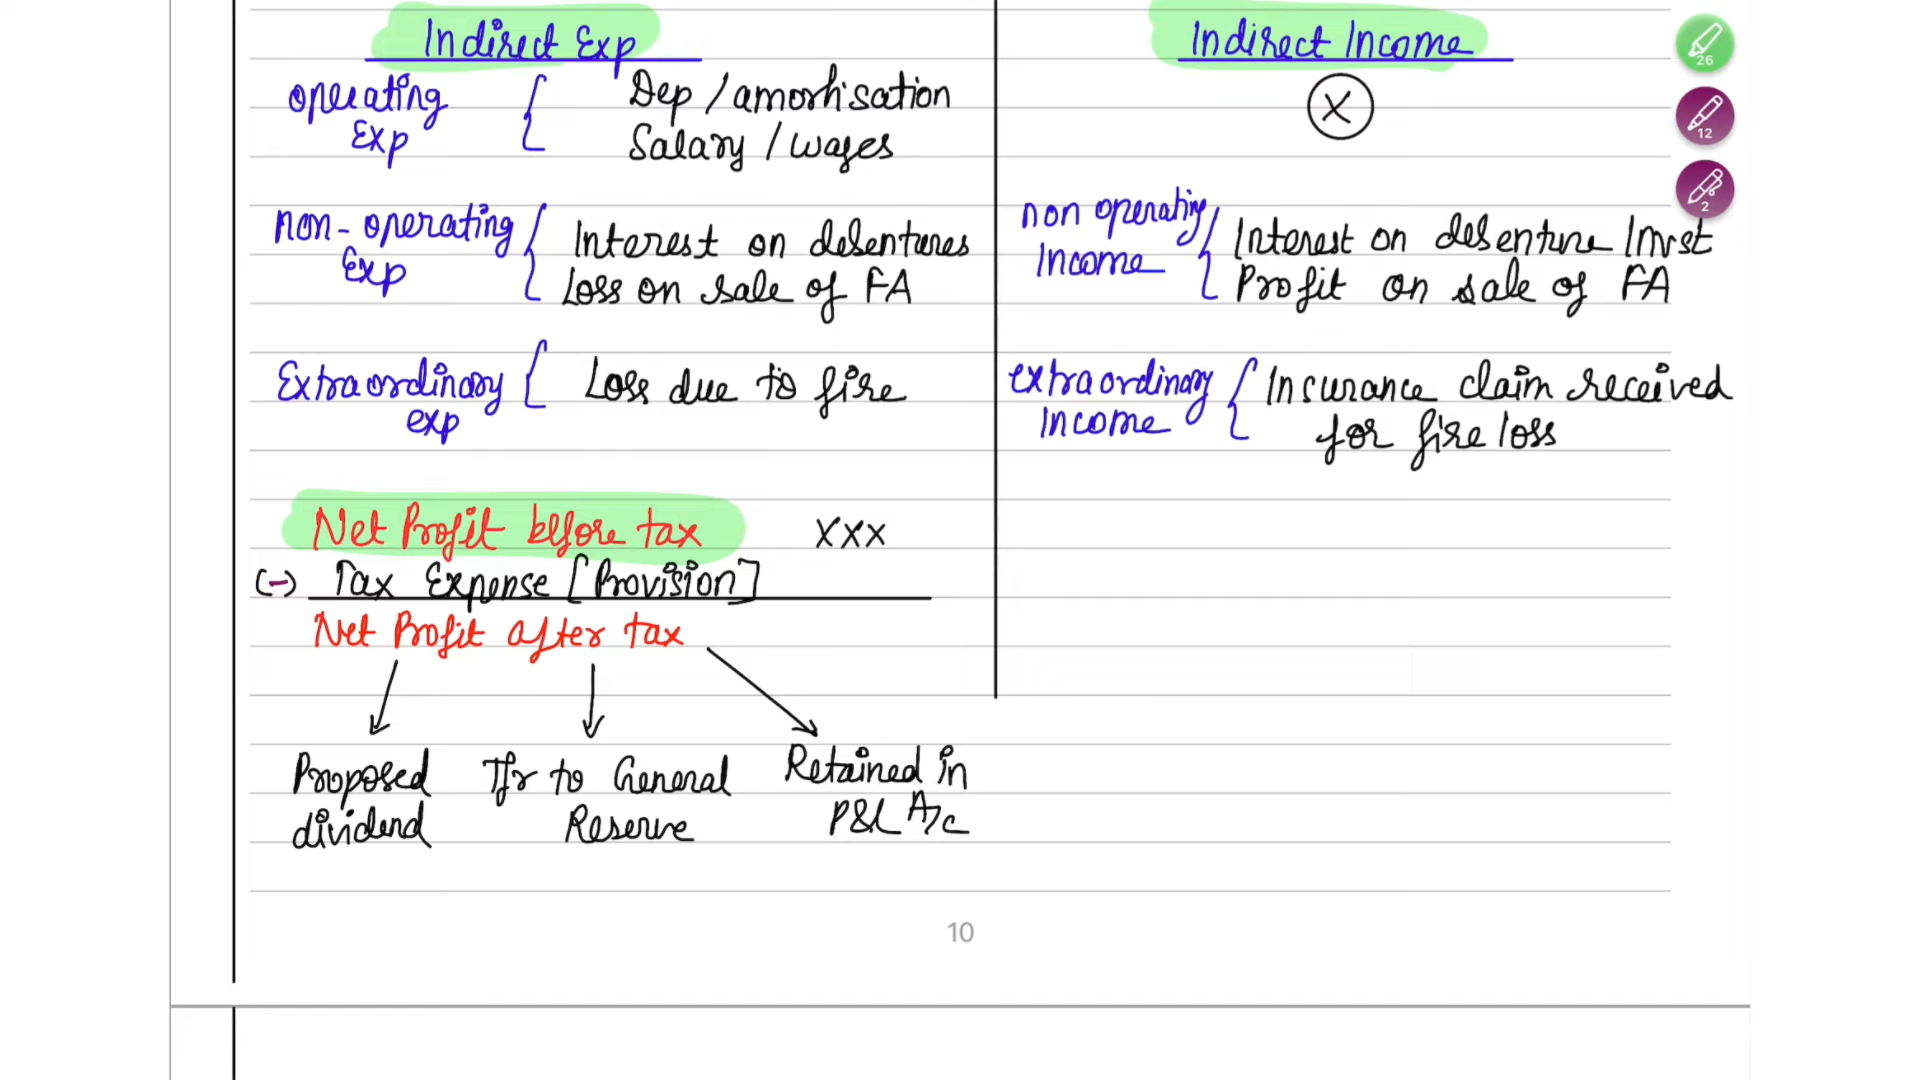 Indirect Exp
operating Exp { Dep / amortisation
Salary / wages
non-operating Exp { Interest on debentures
Loss on sale of FA
Extraordinary exp { Loss due to fire
Net Profit before tax XXX
(-) Tax Expense [Provision]
Net Profit after tax
Proposed dividend
Tfr to General Reserve
Retained in P&L A/c
Indirect Income
X
non operating Income { Interest on debenture Invst
Profit on sale of FA
extraordinary Income { Insurance claim received
for fire loss
26
12
2
10